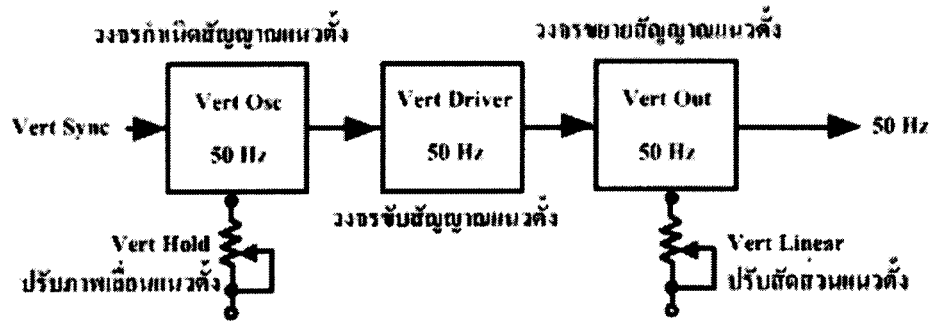 วงจรกำเนิดสัญญาณแนวตั้ง
วงจรขยายสัญญาณแนวตั้ง
Vert Sync
Vert Osc
50 Hz
Vert Driver
50 Hz
Vert Out
50 Hz
50 Hz
วงจรขับสัญญาณแนวตั้ง
Vert Hold
ปรับภาพเลื่อนแนวตั้ง
Vert Linear
ปรับสัดส่วนแนวตั้ง